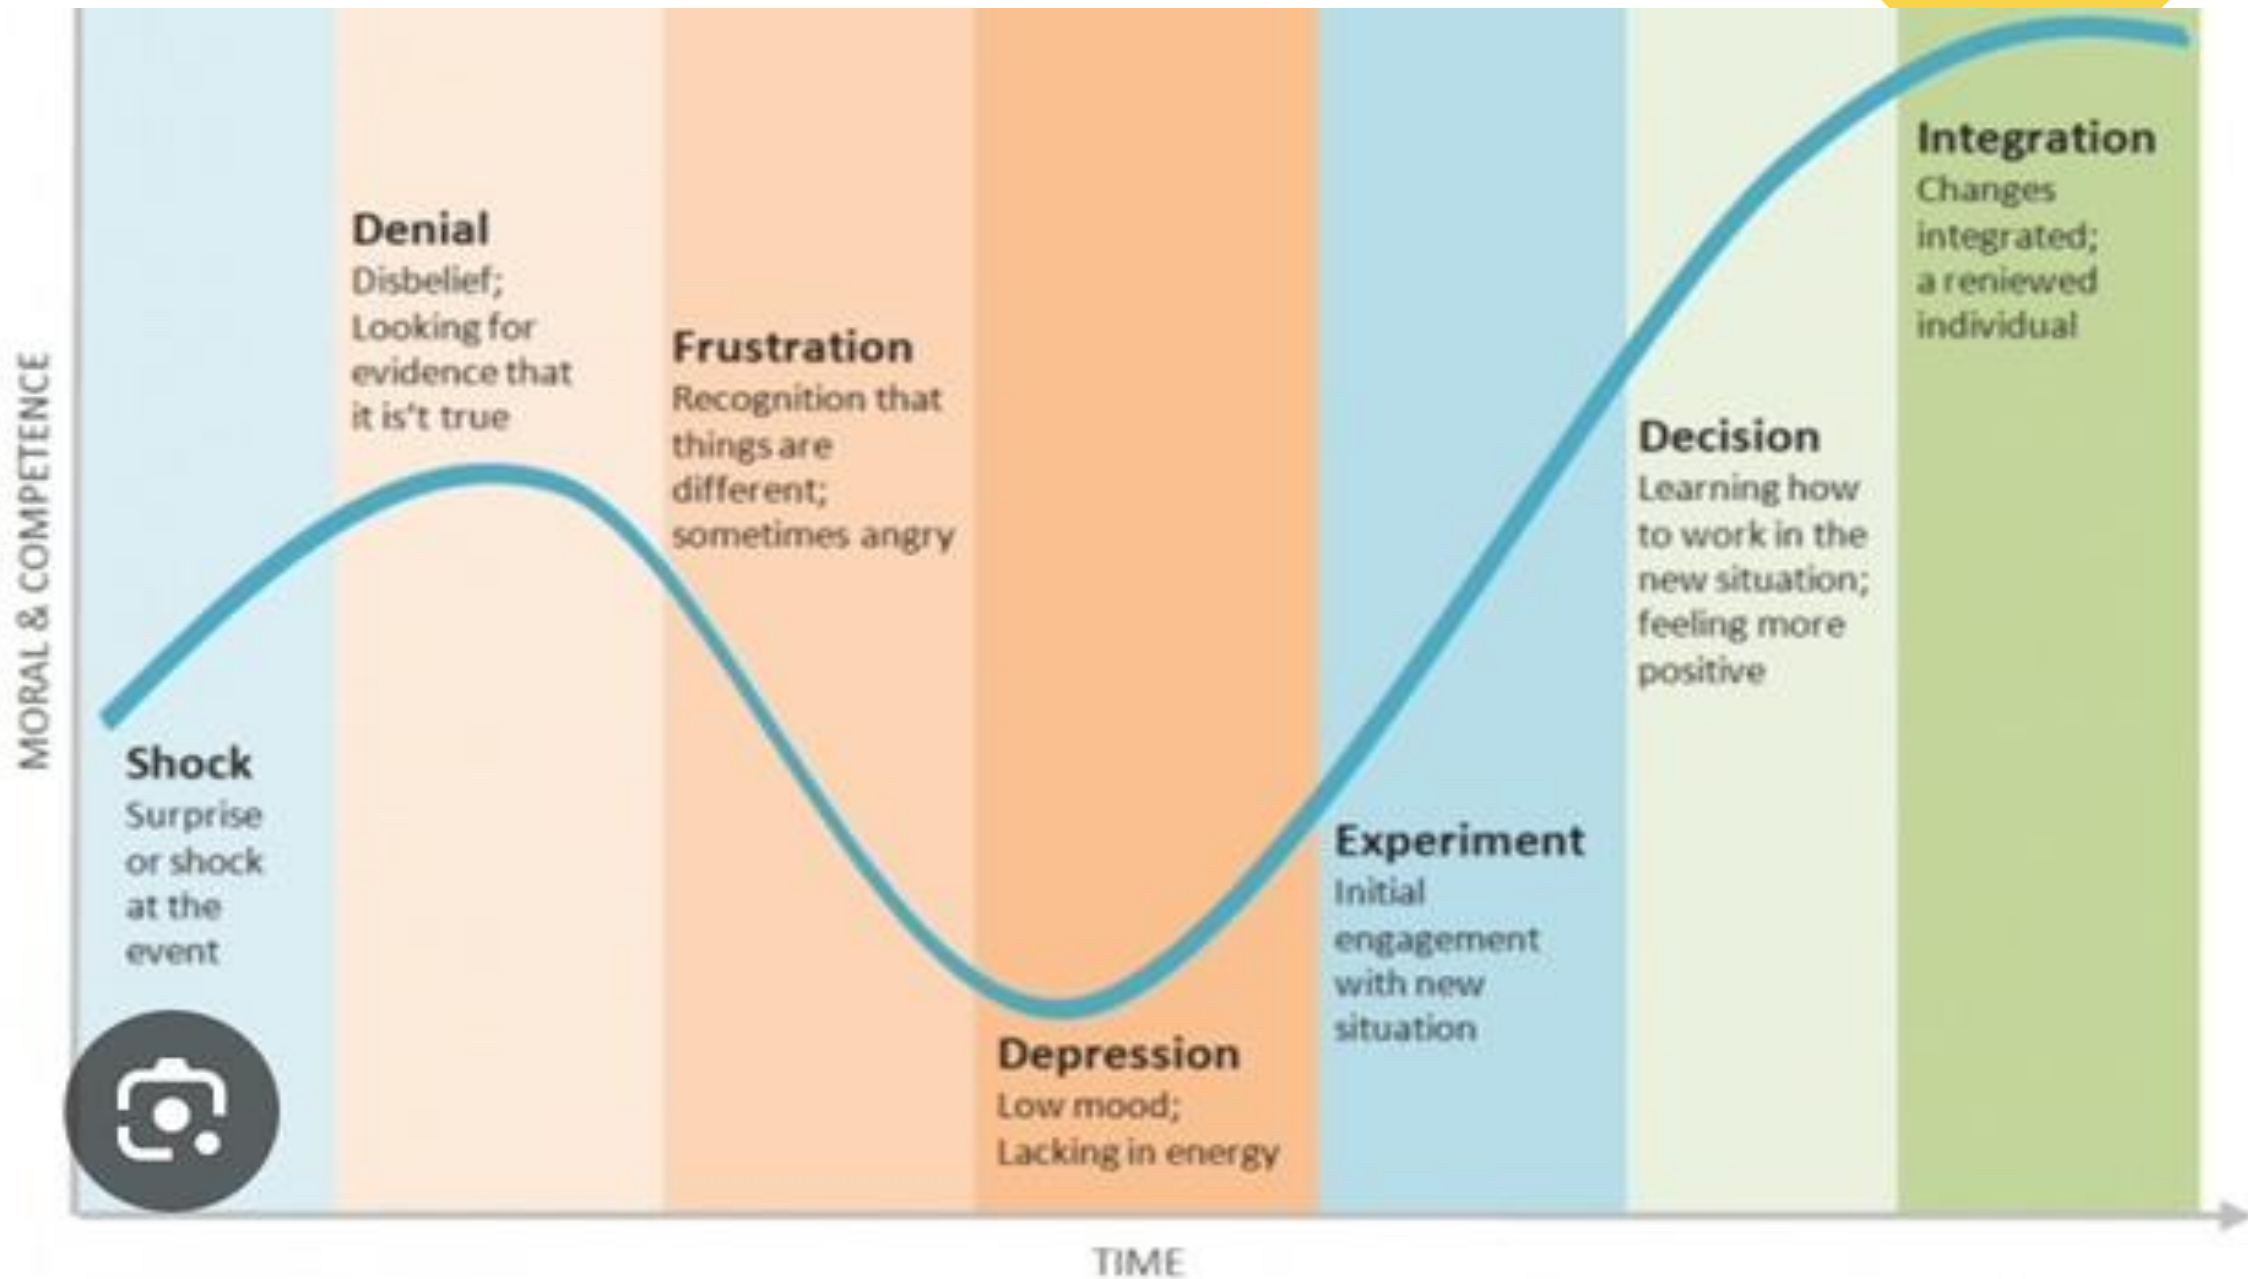 MORAL & COMPETENCE
Shock
Surprise
or shock
at the
event
Denial
Disbelief;
Looking for
evidence that
it is't true
Frustration
Recognition that
things are
different;
sometimes angry
Depression
Low mood;
Lacking in energy
Experiment
Initial
engagement
with new
situation
Decision
Learning how
to work in the
new situation;
feeling more
positive
Integration
Changes
integrated;
a reniewed
individual
TIME